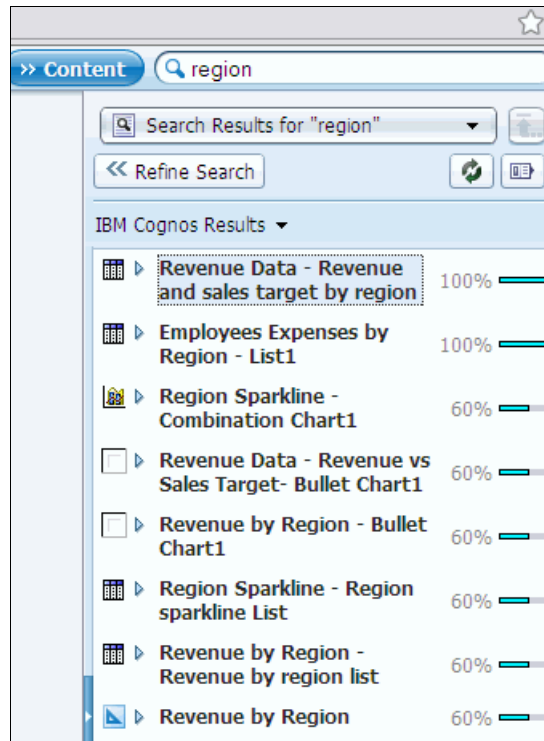 >> Content region
Search Results for "region"
Refine Search
IBM Cognos Results
Revenue Data - Revenue
and sales target by region 100%
Employees Expenses by
Region - List1 100%
Region Sparkline -
Combination Chart1 60%
Revenue Data - Revenue vs
Sales Target- Bullet Chart1 60%
Revenue by Region - Bullet
Chart1 60%
Region Sparkline - Region
sparkline List 60%
Revenue by Region -
Revenue by region list 60%
Revenue by Region 60%